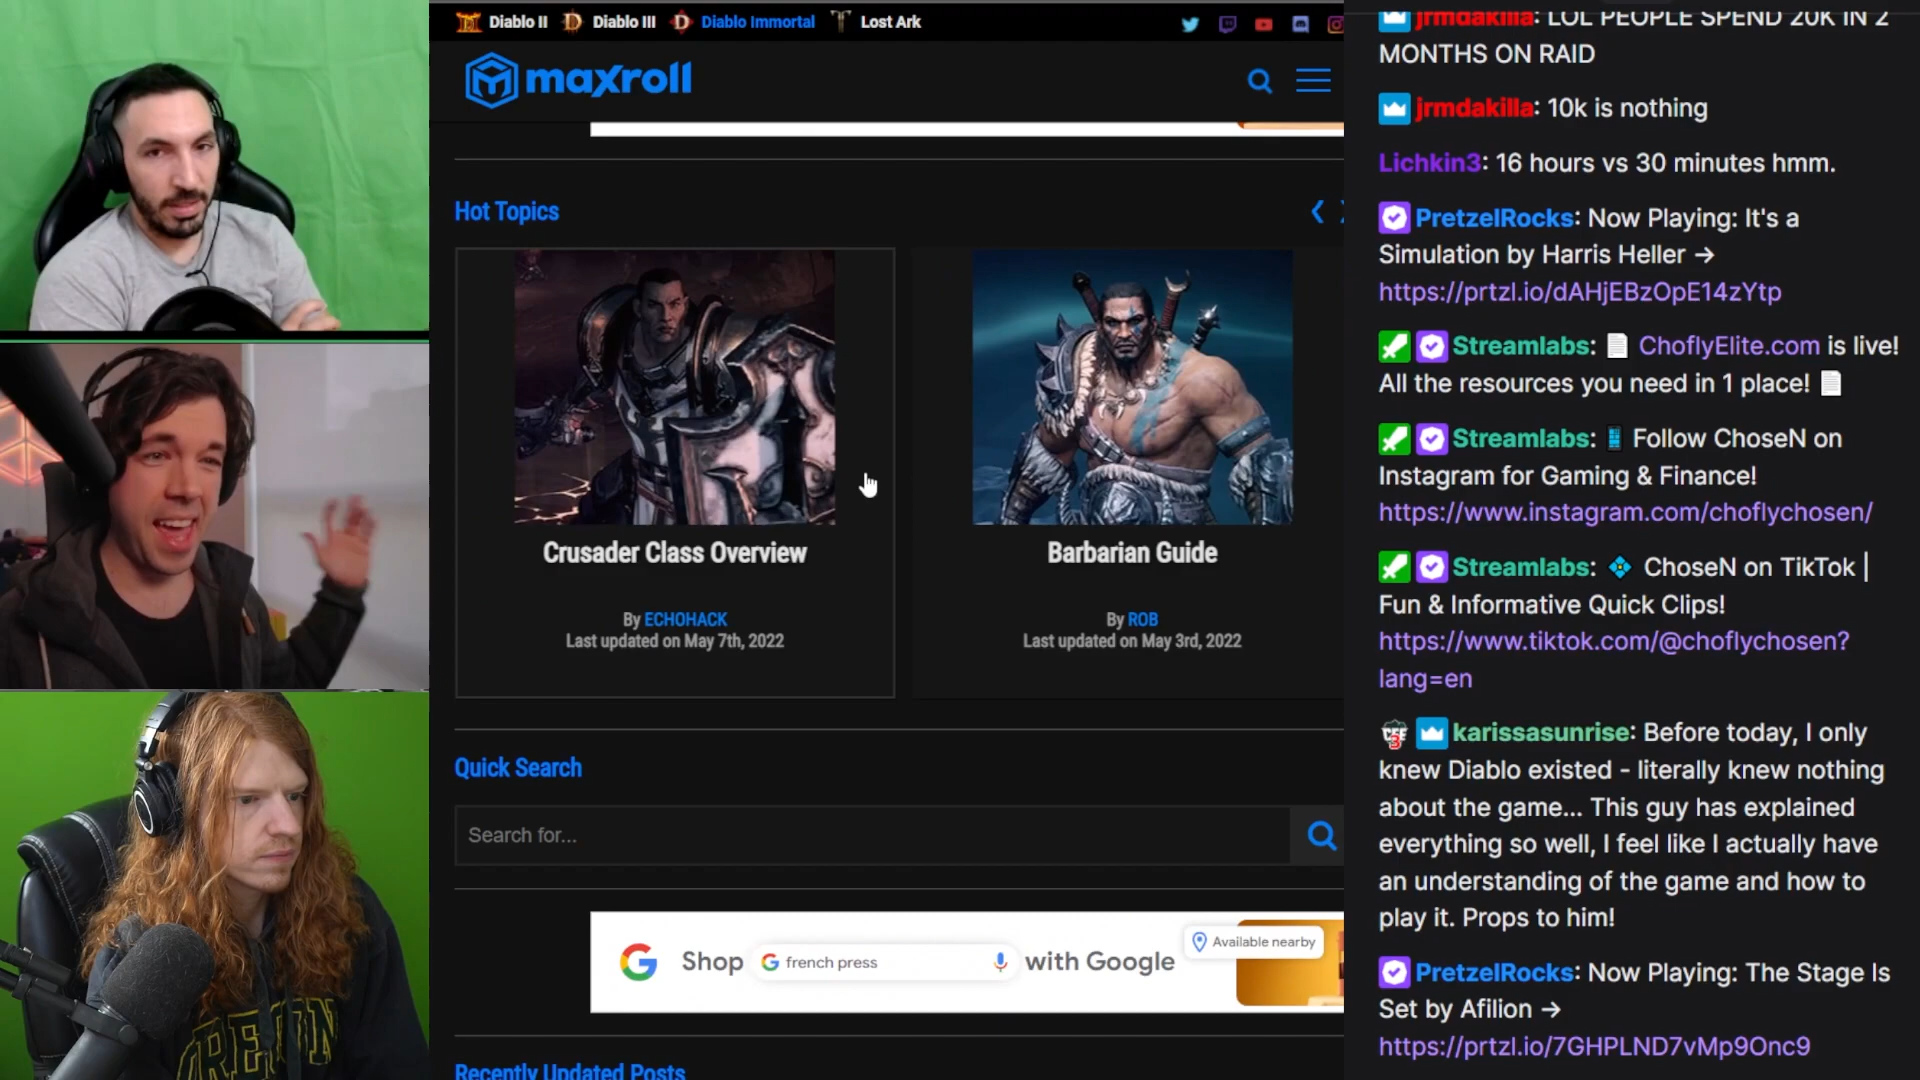 Diablo II Diablo III Diablo Immortal Lost Ark
maxroll
Hot Topics
Crusader Class Overview
By ECHOHACK
Last updated on May 7th, 2022
Barbarian Guide
By ROB
Last updated on May 3rd, 2022
Quick Search
Search for...
Shop french press with Google
Available nearby
Recently Updated Posts
OREGON
jrmdakilla: LOL PEOPLE SPEND 20K IN 2
MONTHS ON RAID
jrmdakilla: 10k is nothing
Lichkin3: 16 hours vs 30 minutes hmm.
PretzelRocks: Now Playing: It's a
Simulation by Harris Heller →
https://prtzl.io/dAHjEBzOpE14zYtp
Streamlabs: ChoflyElite.com is live!
All the resources you need in 1 place!
Streamlabs: Follow ChoseN on
Instagram for Gaming & Finance!
https://www.instagram.com/choflychosen/
Streamlabs: ChoseN on TikTok |
Fun & Informative Quick Clips!
https://www.tiktok.com/@choflychosen?
lang=en
karissasunrise: Before today, I only
knew Diablo existed - literally knew nothing
about the game... This guy has explained
everything so well, I feel like I actually have
an understanding of the game and how to
play it. Props to him!
PretzelRocks: Now Playing: The Stage Is
Set by Afilion →
https://prtzl.io/7GHPLND7vMp9Onc9